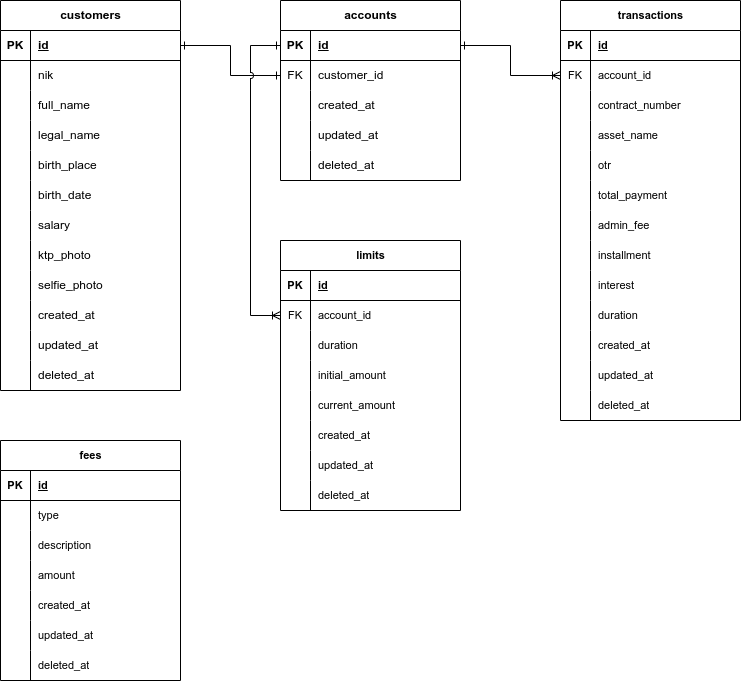 customers
PK id
nik
full_name
legal_name
birth_place
birth_date
salary
ktp_photo
selfie_photo
created_at
updated_at
deleted_at
accounts
PK id
FK customer_id
created_at
updated_at
deleted_at
transactions
PK id
FK account_id
contract_number
asset_name
otr
total_payment
admin_fee
installment
interest
duration
created_at
updated_at
deleted_at
limits
PK id
FK account_id
duration
initial_amount
current_amount
created_at
updated_at
deleted_at
fees
PK id
type
description
amount
created_at
updated_at
deleted_at